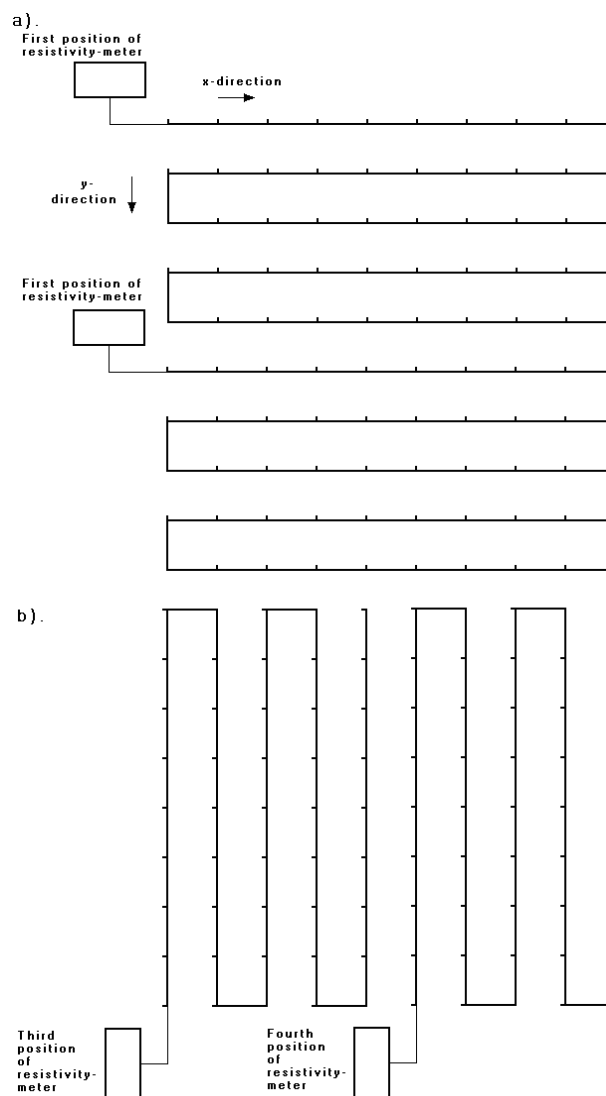 a).
First position of
resistivity-meter
x-direction
y-
direction
First position of
resistivity-meter
b).
Third
position
of
resistivity-
meter
Fourth
position
of
resistivity-
meter